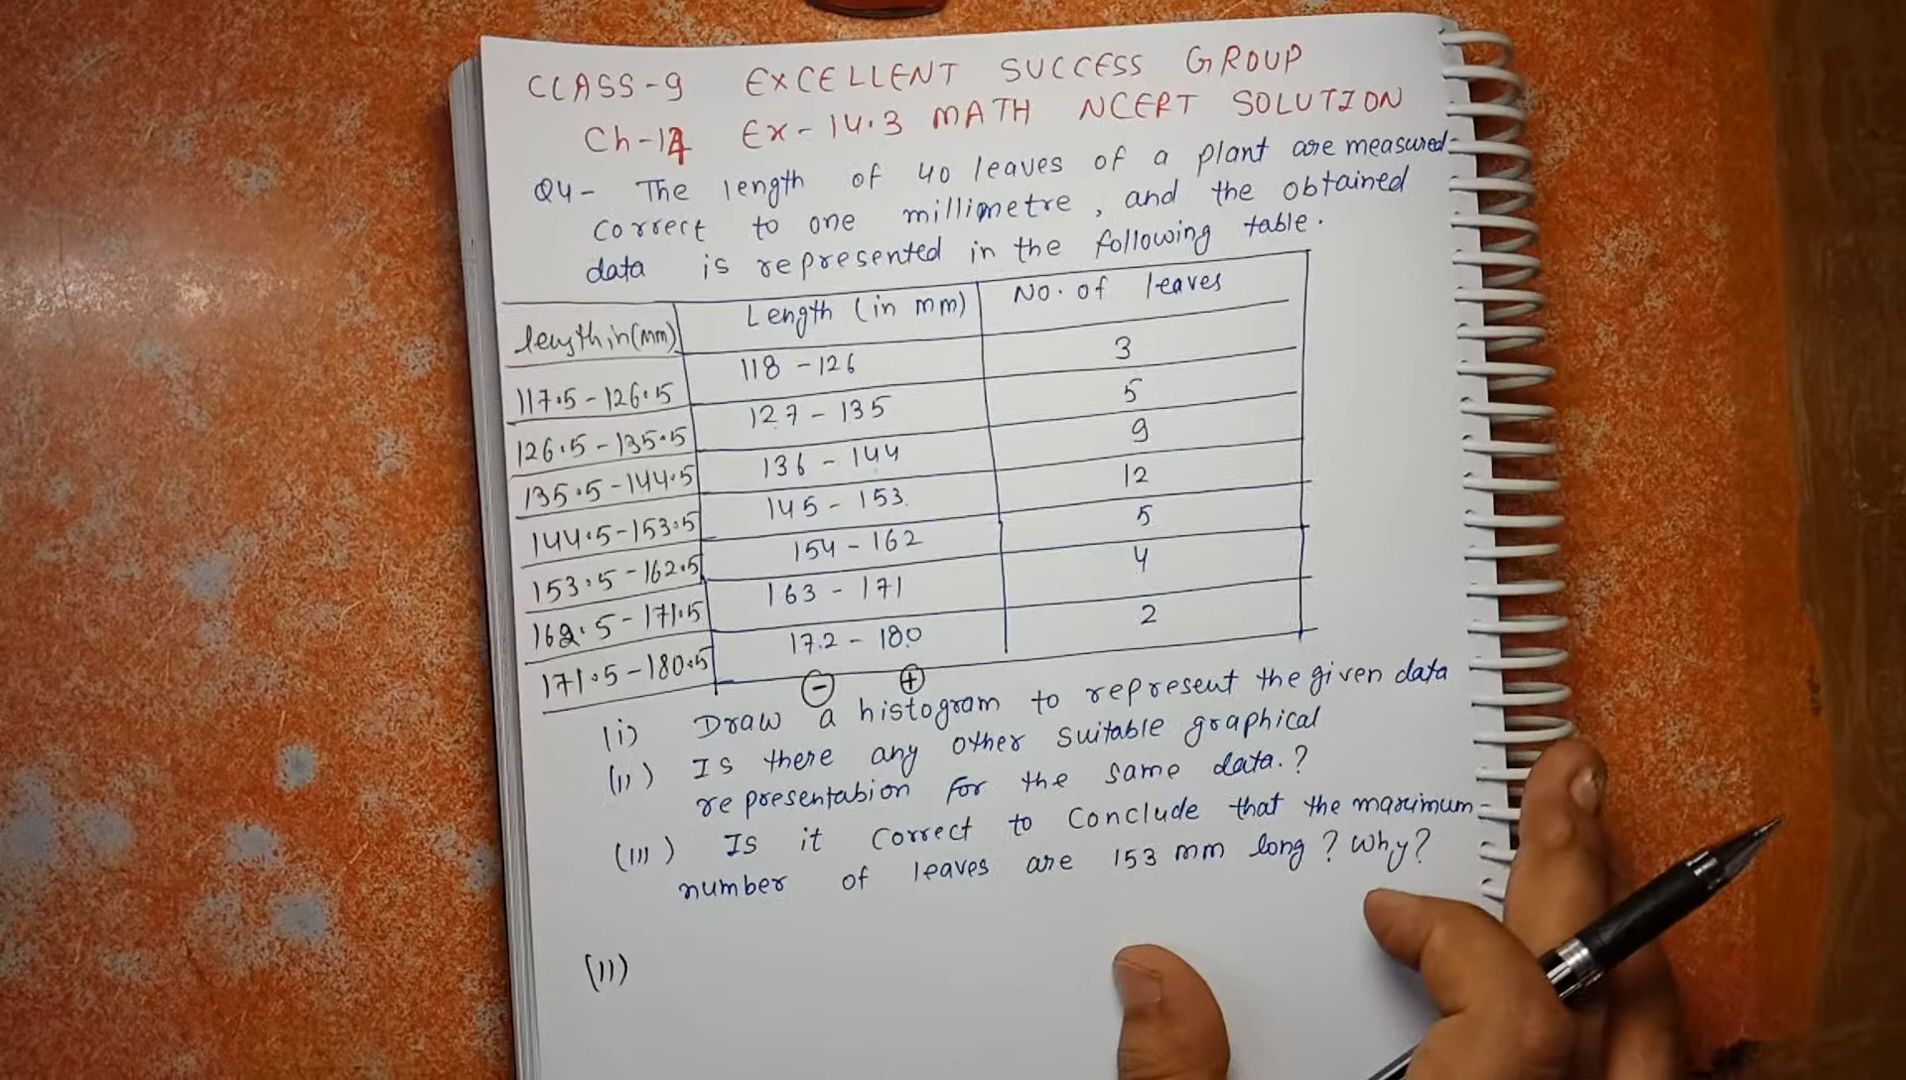 CLASS-9 EXCELLENT SUCCESS GROUP
Ch-14 Ex-14.3 MATH NCERT SOLUTION
Q4- The length of 40 leaves of a plant are measured
correct to one millimetre, and the obtained
data is represented in the following table.
length in (mm) Length (in mm) No. of leaves
117.5-126.5 118-126 3
126.5-135.5 127-135 5
135.5-144.5 136-144 9
144.5-153.5 145-153 12
153.5-162.5 154-162 5
162.5-171.5 163-171 4
171.5-180.5 172-180 2
- +
(i) Draw a histogram to represent the given data
(ii) Is there any other suitable graphical
representation for the same data.?
(iii) Is it correct to conclude that the maximum
number of leaves are 153 mm long? Why?
(ii)